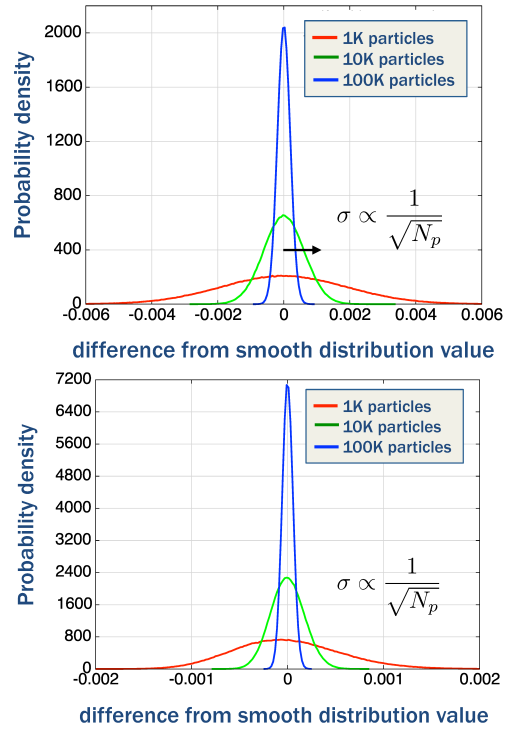 2200
2000
1600
1200
800
400
0
Probability density
1K particles
10K particles
100K particles
σ ∝ 1/√N_p
-0.006 -0.004 -0.002 0 0.002 0.004 0.006
difference from smooth distribution value
7200
6400
5600
4800
4000
3200
2400
1600
800
0
Probability density
1K particles
10K particles
100K particles
σ ∝ 1/√N_p
-0.002 -0.001 0 0.001 0.002
difference from smooth distribution value